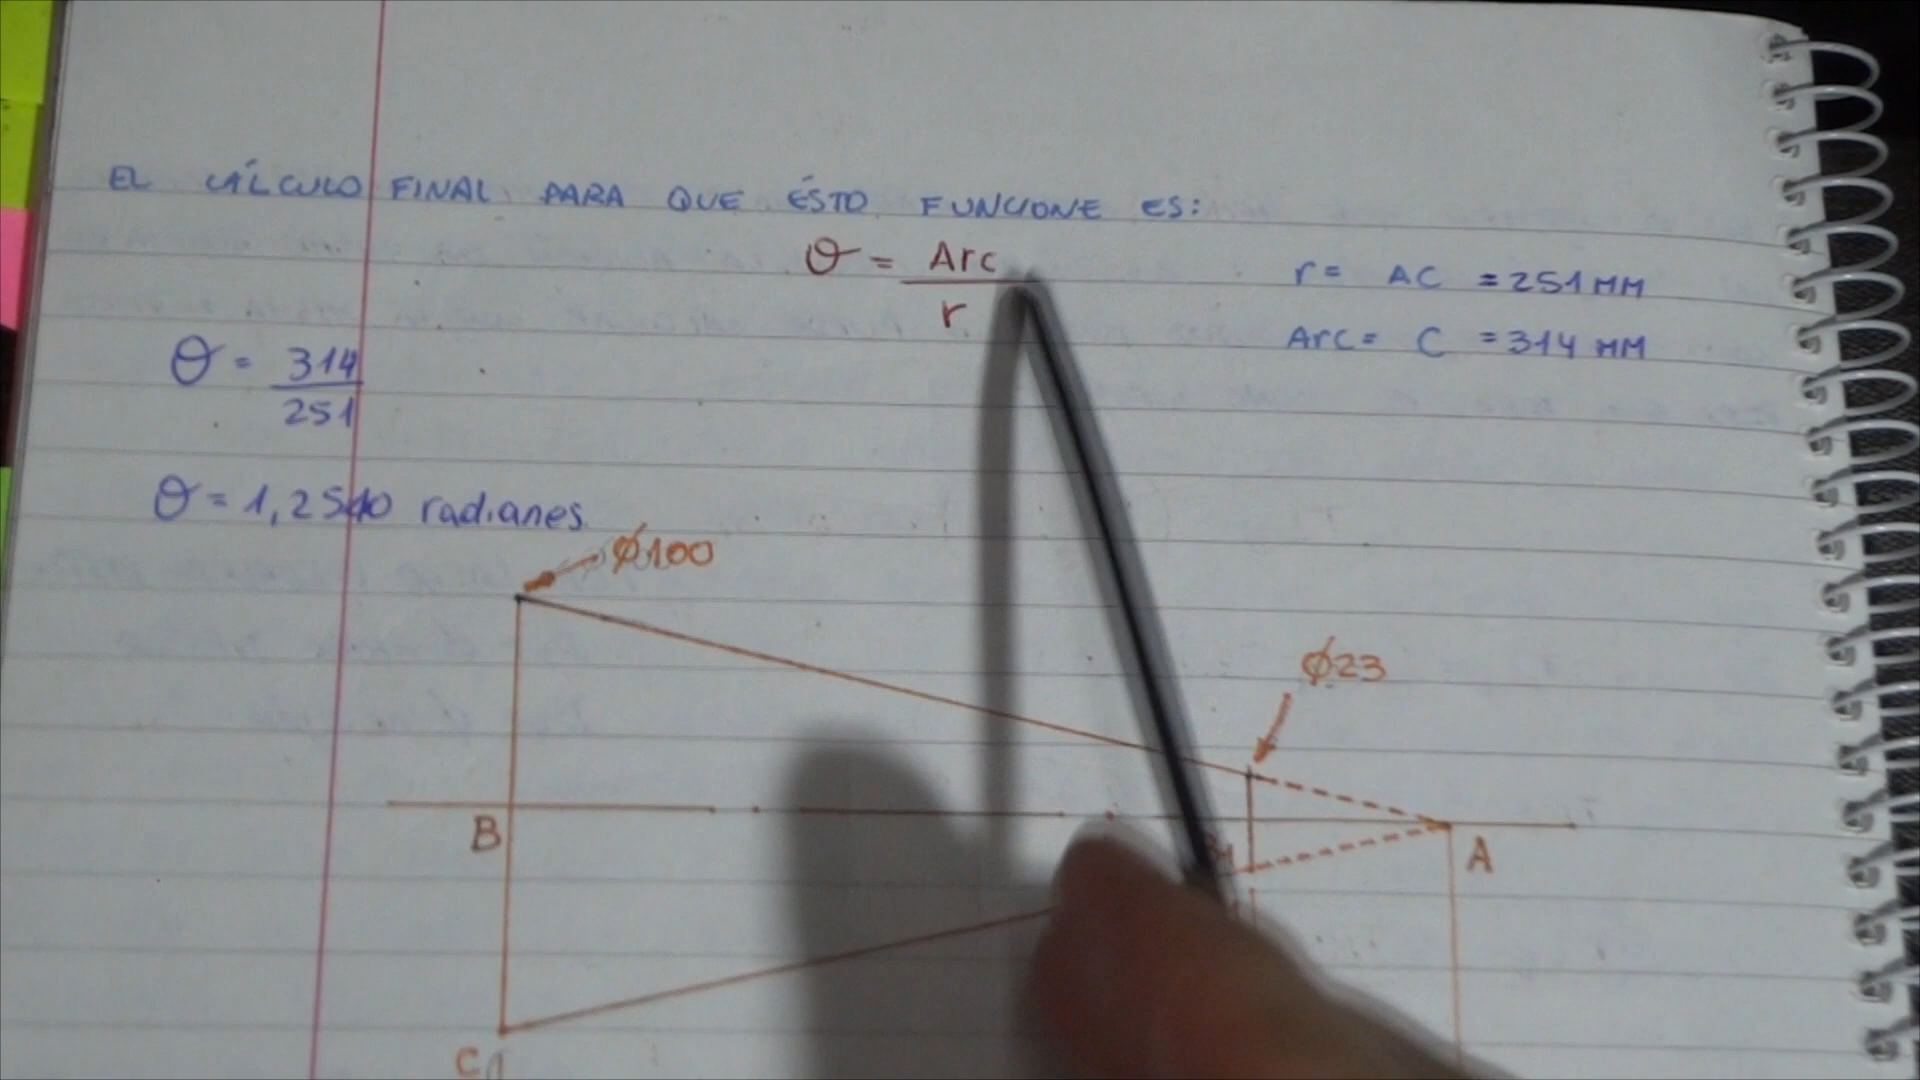 EL CÁLCULO FINAL PARA QUE ÉSTO FUNCIONE ES:
θ = Arc
r
r = AC = 251 MM
Arc = C = 314 MM
θ = 314
251
θ = 1,2510 radianes
Ø100
Ø23
B
A
C